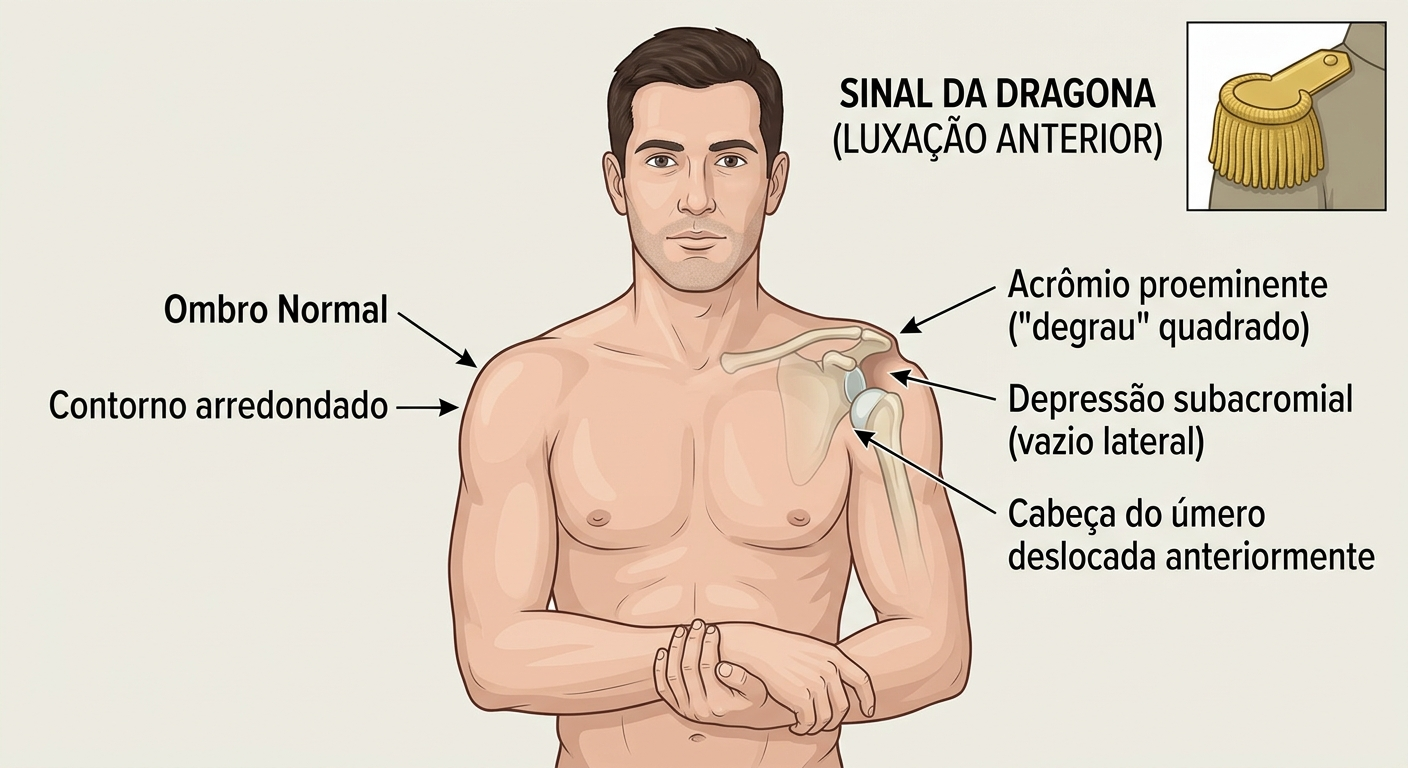 SINAL DA DRAGONA
(LUXAÇÃO ANTERIOR)
Ombro Normal
Contorno arredondado
Acrômio proeminente
("degrau" quadrado)
Depressão subacromial
(vazio lateral)
Cabeça do úmero
deslocada anteriormente